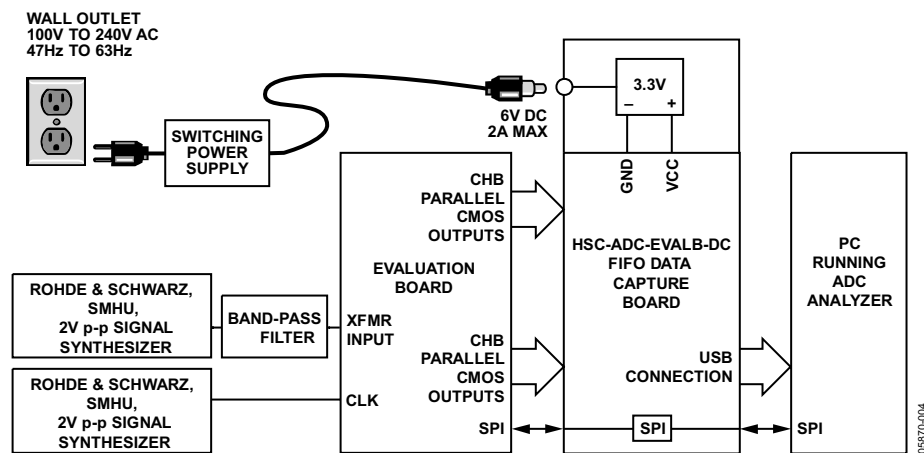 WALL OUTLET
100V TO 240V AC
47Hz TO 63Hz
SWITCHING
POWER
SUPPLY
6V DC
2A MAX
3.3V
– +
GND
VCC
CHB
PARALLEL
CMOS
OUTPUTS
EVALUATION
BOARD
HSC-ADC-EVALB-DC
FIFO DATA
CAPTURE
BOARD
PC
RUNNING
ADC
ANALYZER
ROHDE & SCHWARZ,
SMHU,
2V p-p SIGNAL
SYNTHESIZER
BAND-PASS
FILTER
XFMR
INPUT
CHB
PARALLEL
CMOS
OUTPUTS
USB
CONNECTION
ROHDE & SCHWARZ,
SMHU,
2V p-p SIGNAL
SYNTHESIZER
CLK
SPI
SPI
SPI
05870-004